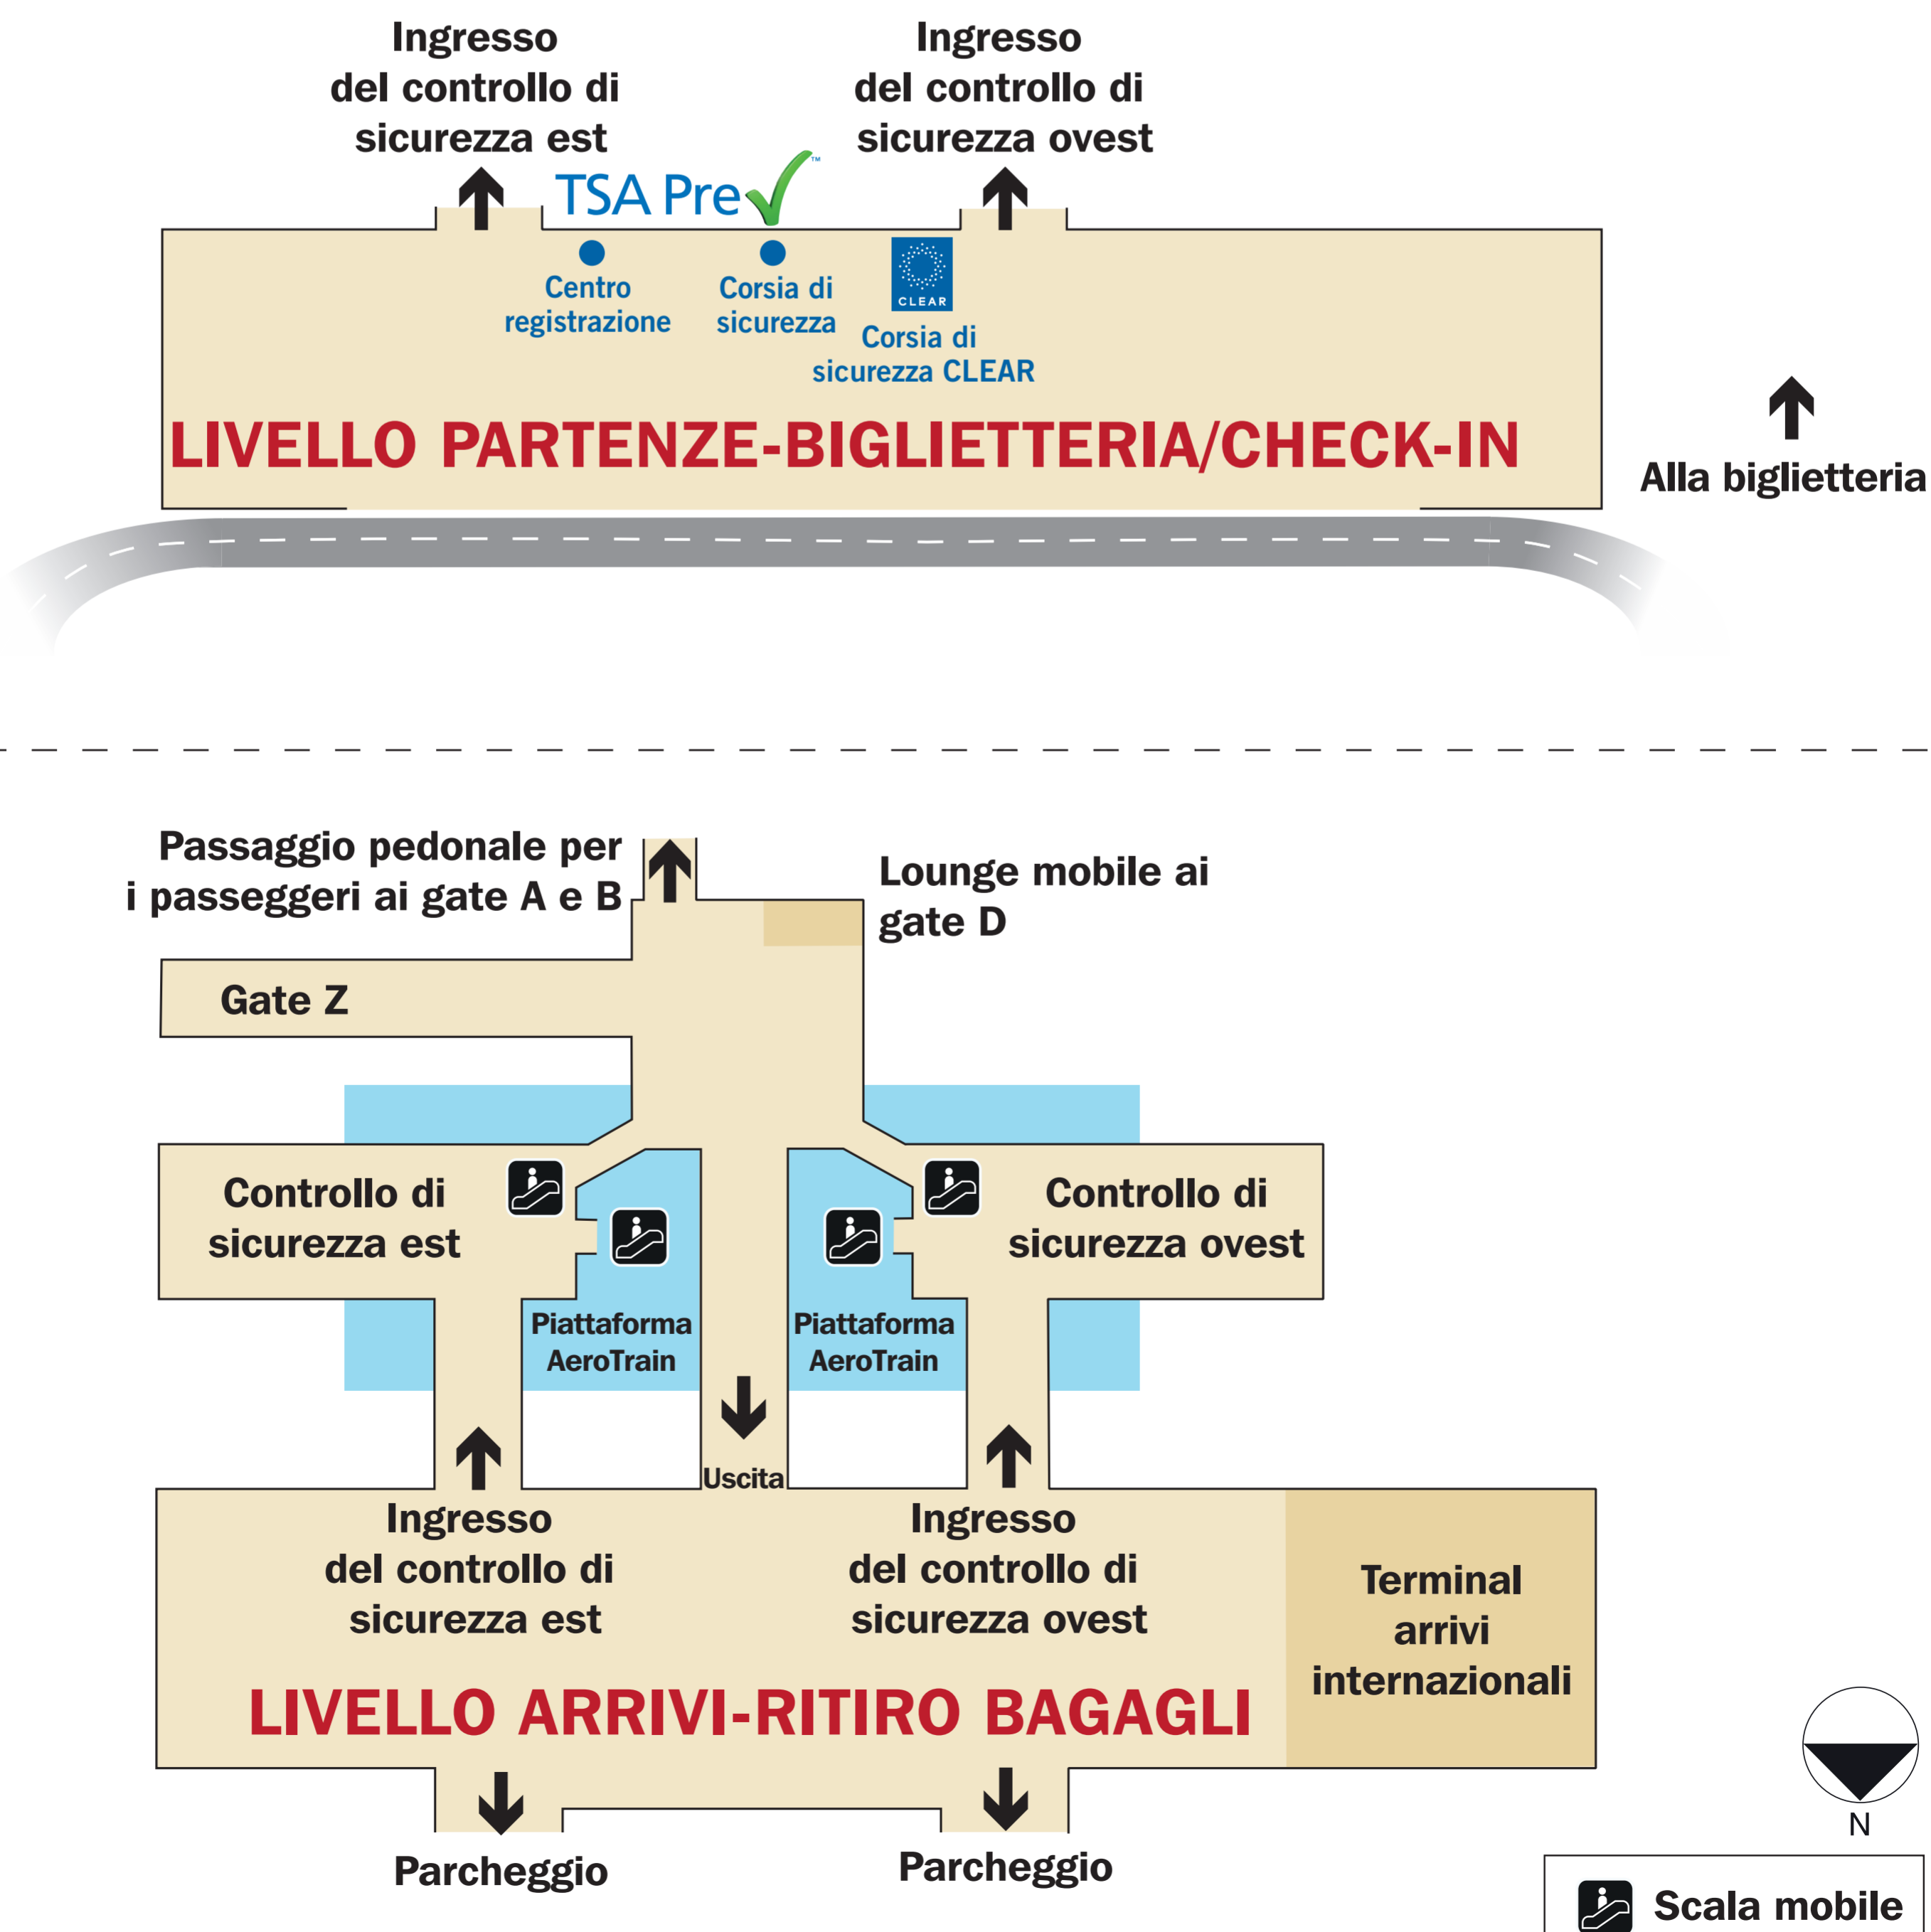 Ingresso
del controllo di
sicurezza est
Ingresso
del controllo di
sicurezza ovest
TSA Pre ™
Centro
registrazione
Corsia di
sicurezza
CLEAR
Corsia di
sicurezza CLEAR
LIVELLO PARTENZE-BIGLIETTERIA/CHECK-IN
Alla biglietteria
Passaggio pedonale per
i passeggeri ai gate A e B
Lounge mobile ai
gate D
Gate Z
Controllo di
sicurezza est
Controllo di
sicurezza ovest
Piattaforma
AeroTrain
Piattaforma
AeroTrain
Uscita
Ingresso
del controllo di
sicurezza est
Ingresso
del controllo di
sicurezza ovest
Terminal
arrivi
internazionali
LIVELLO ARRIVI-RITIRO BAGAGLI
N
Parcheggio
Parcheggio
Scala mobile